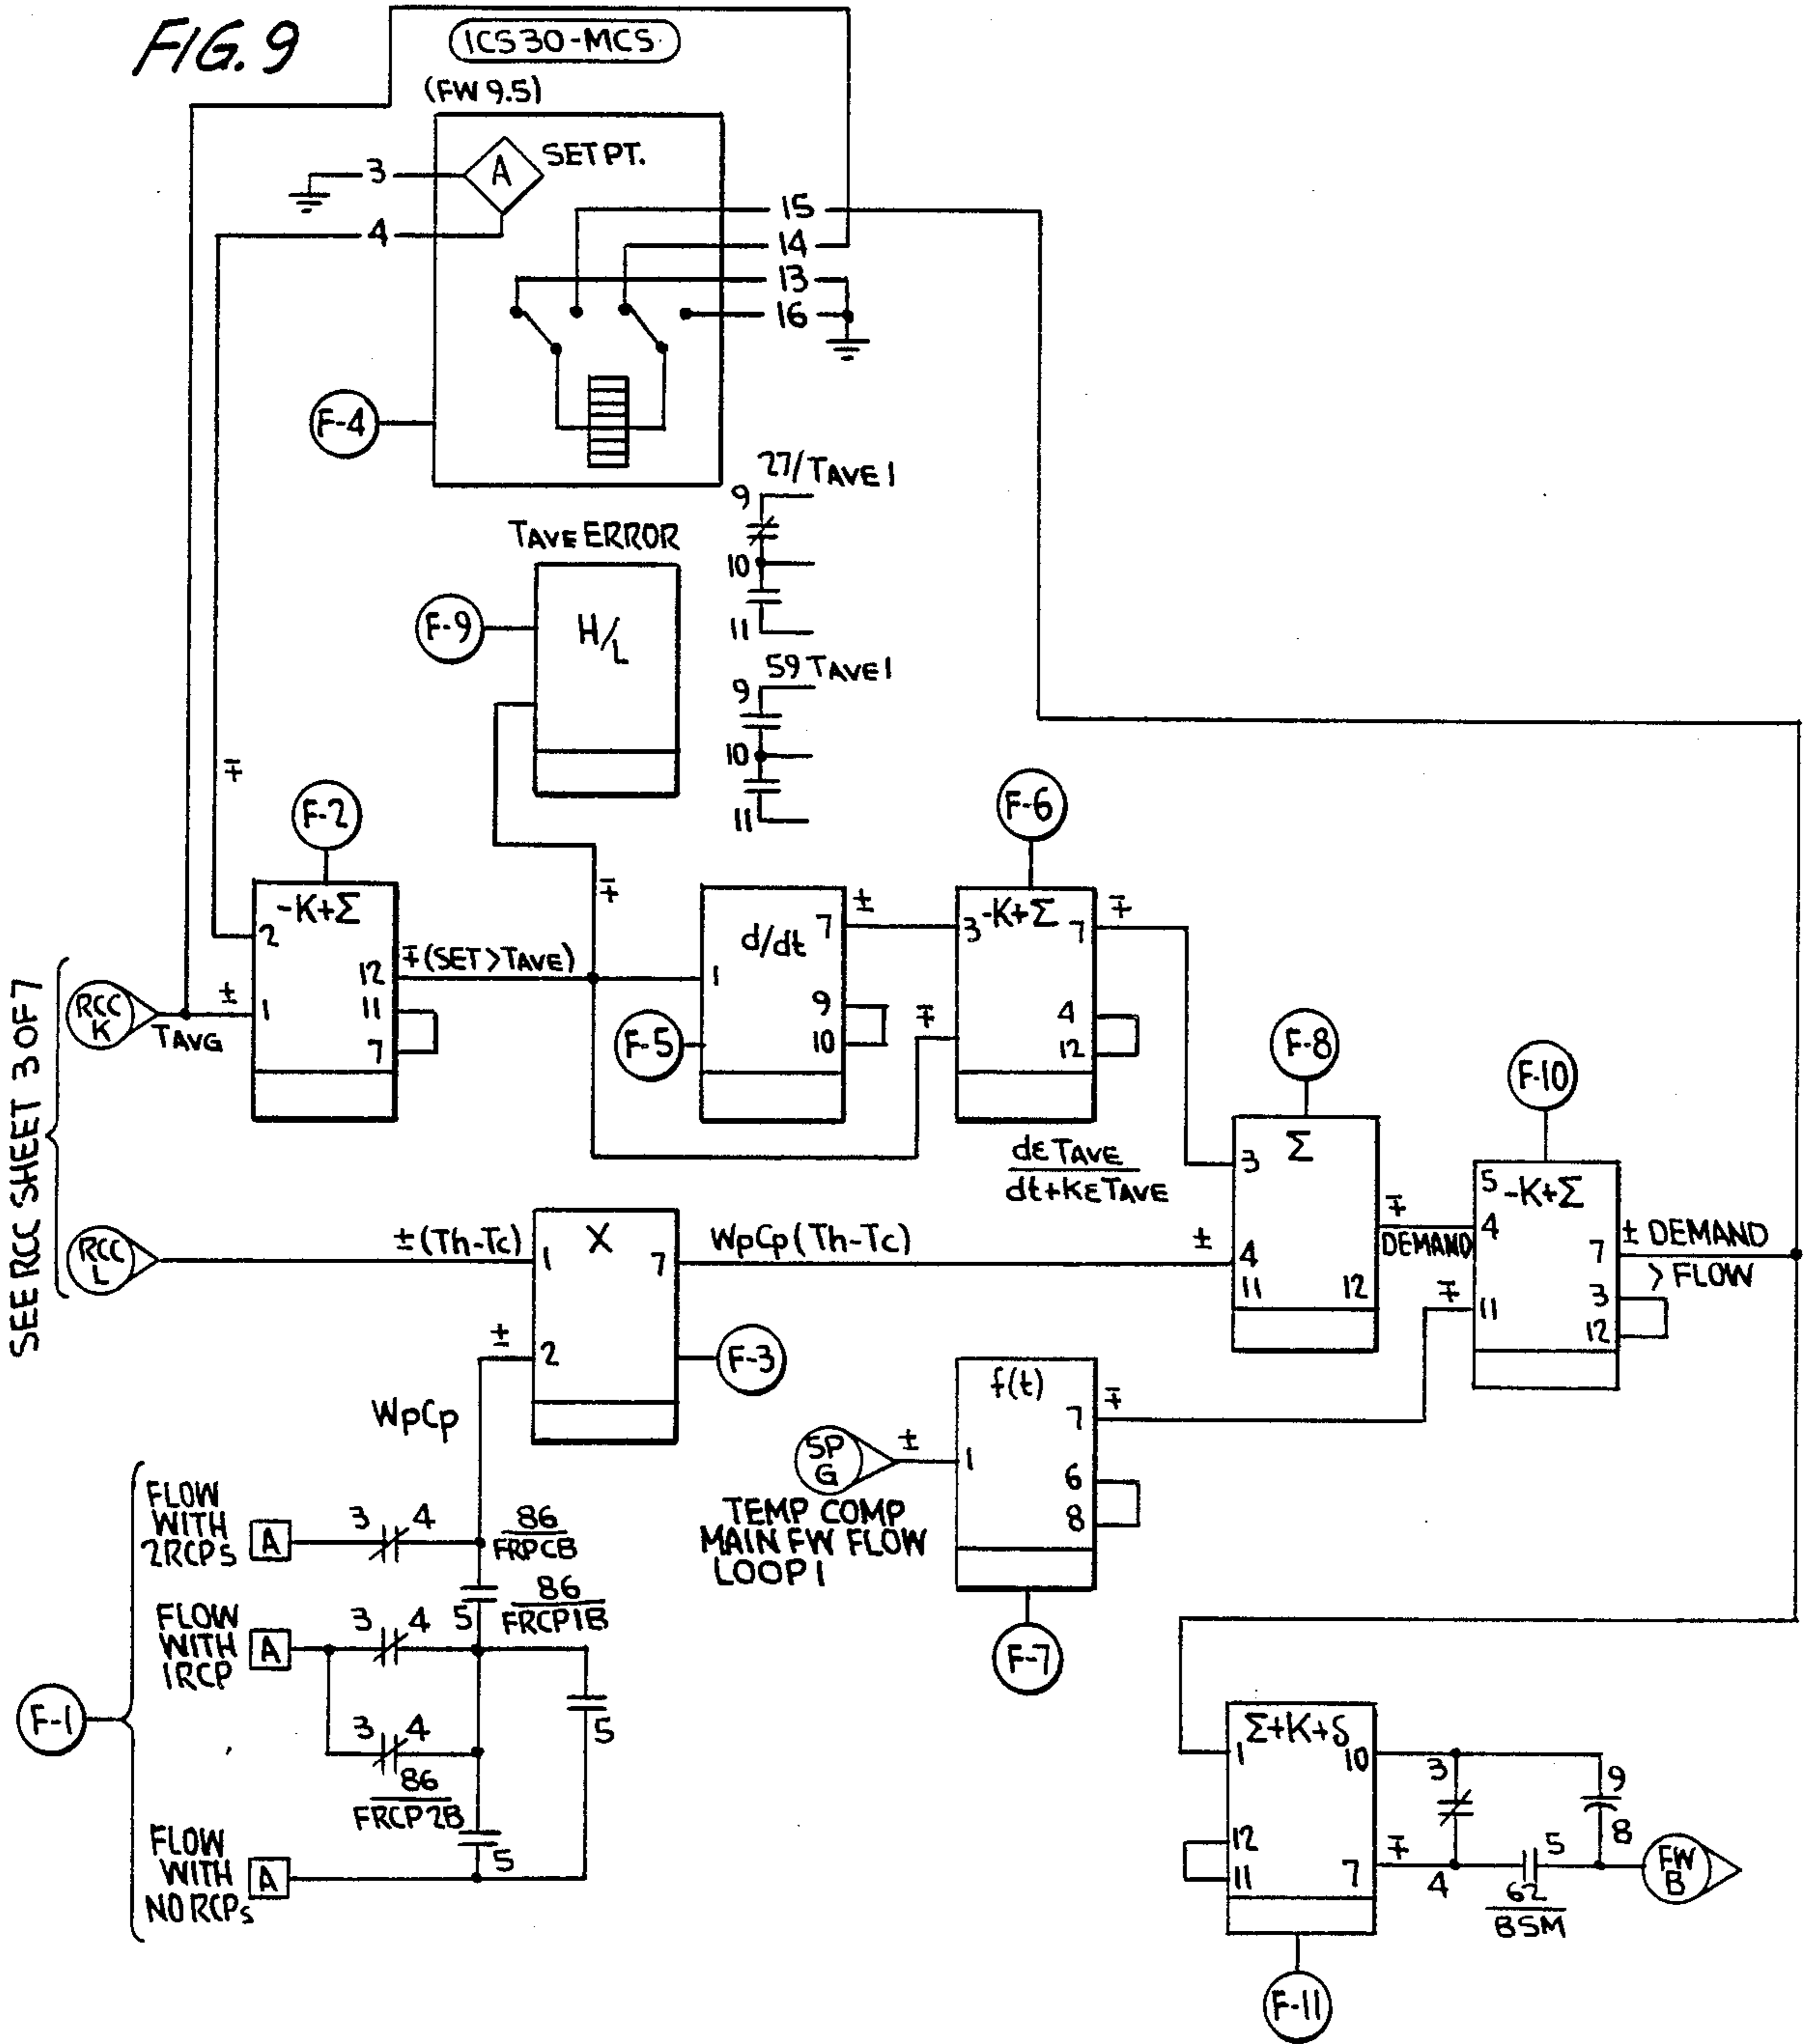 FIG. 9
ICS 30-MCS
(FW 9.5)
A
SET PT.
3
4
15
14
13
16
F-4
27/TAVE 1
9
10
11
TAVE ERROR
F-9
H/L
59 TAVE 1
9
10
11
∓
F-2
-K+Σ
2
12
∓(SET>TAVE)
1
11
7
SEE RCC SHEET 3 OF 7
RCC
K
±
TAVG
∓
d/dt
1
7
9
10
F-5
±
F-6
3
-K+Σ
7
4
12
∓
∓
dε TAVE
dt+KεTAVE
F-8
Σ
3
4
11
12
∓
DEMAND
F-10
5
-K+Σ
4
7
11
3
12
∓
± DEMAND
> FLOW
RCC
L
±(Th-Tc)
X
1
7
2
WpCp(Th-Tc)
±
±
F-3
WpCp
5P
G
±
f(t)
1
7
6
8
∓
F-7
TEMP COMP
MAIN FW FLOW
LOOP 1
FLOW
WITH
2RCPs
A
3
4
86
FRPCB
5
86
FRCP1B
FLOW
WITH
1RCP
A
3
4
F-1
3
4
86
FRCP2B
5
5
FLOW
WITH
NO RCPs
A
Σ+K+δ
1
10
12
11
7
∓
3
4
9
8
5
62
BSM
FW
B
F-11